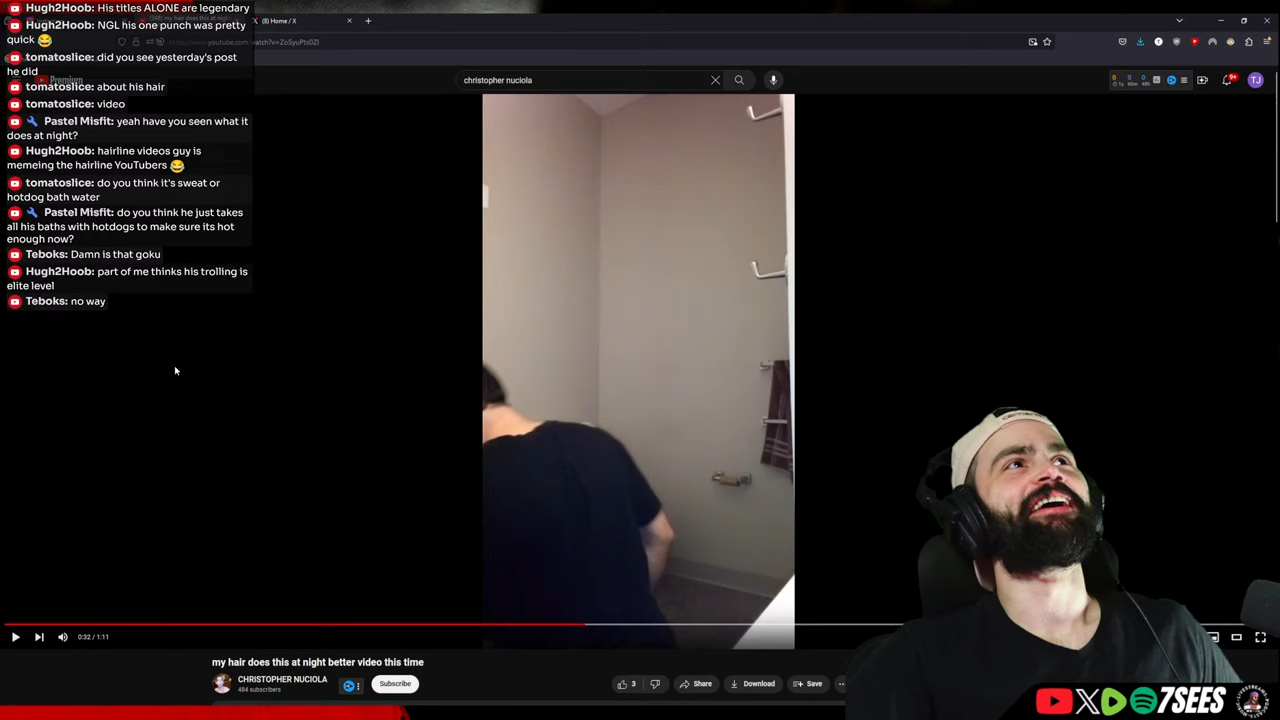 Hugh2Hoob: His titles ALONE are legendary
Hugh2Hoob: NGL his one punch was pretty
quick 😂
tomatoslice: did you see yesterday's post
he did
tomatoslice: about his hair
tomatoslice: video
Pastel Misfit: yeah have you seen what it
does at night?
Hugh2Hoob: hairline videos guy is
memeing the hairline YouTubers 😂
tomatoslice: do you think it's sweat or
hotdog bath water
Pastel Misfit: do you think he just takes
all his baths with hotdogs to make sure its hot
enough now?
Teboks: Damn is that goku
Hugh2Hoob: part of me thinks his trolling is
elite level
Teboks: no way
(8) Home / X
Premium
christopher nuciola
9+
TJ
0:32 / 1:11
my hair does this at night better video this time
CHRISTOPHER NUCIOLA
484 subscribers
Subscribe
3
Share
Download
Save
7SEES